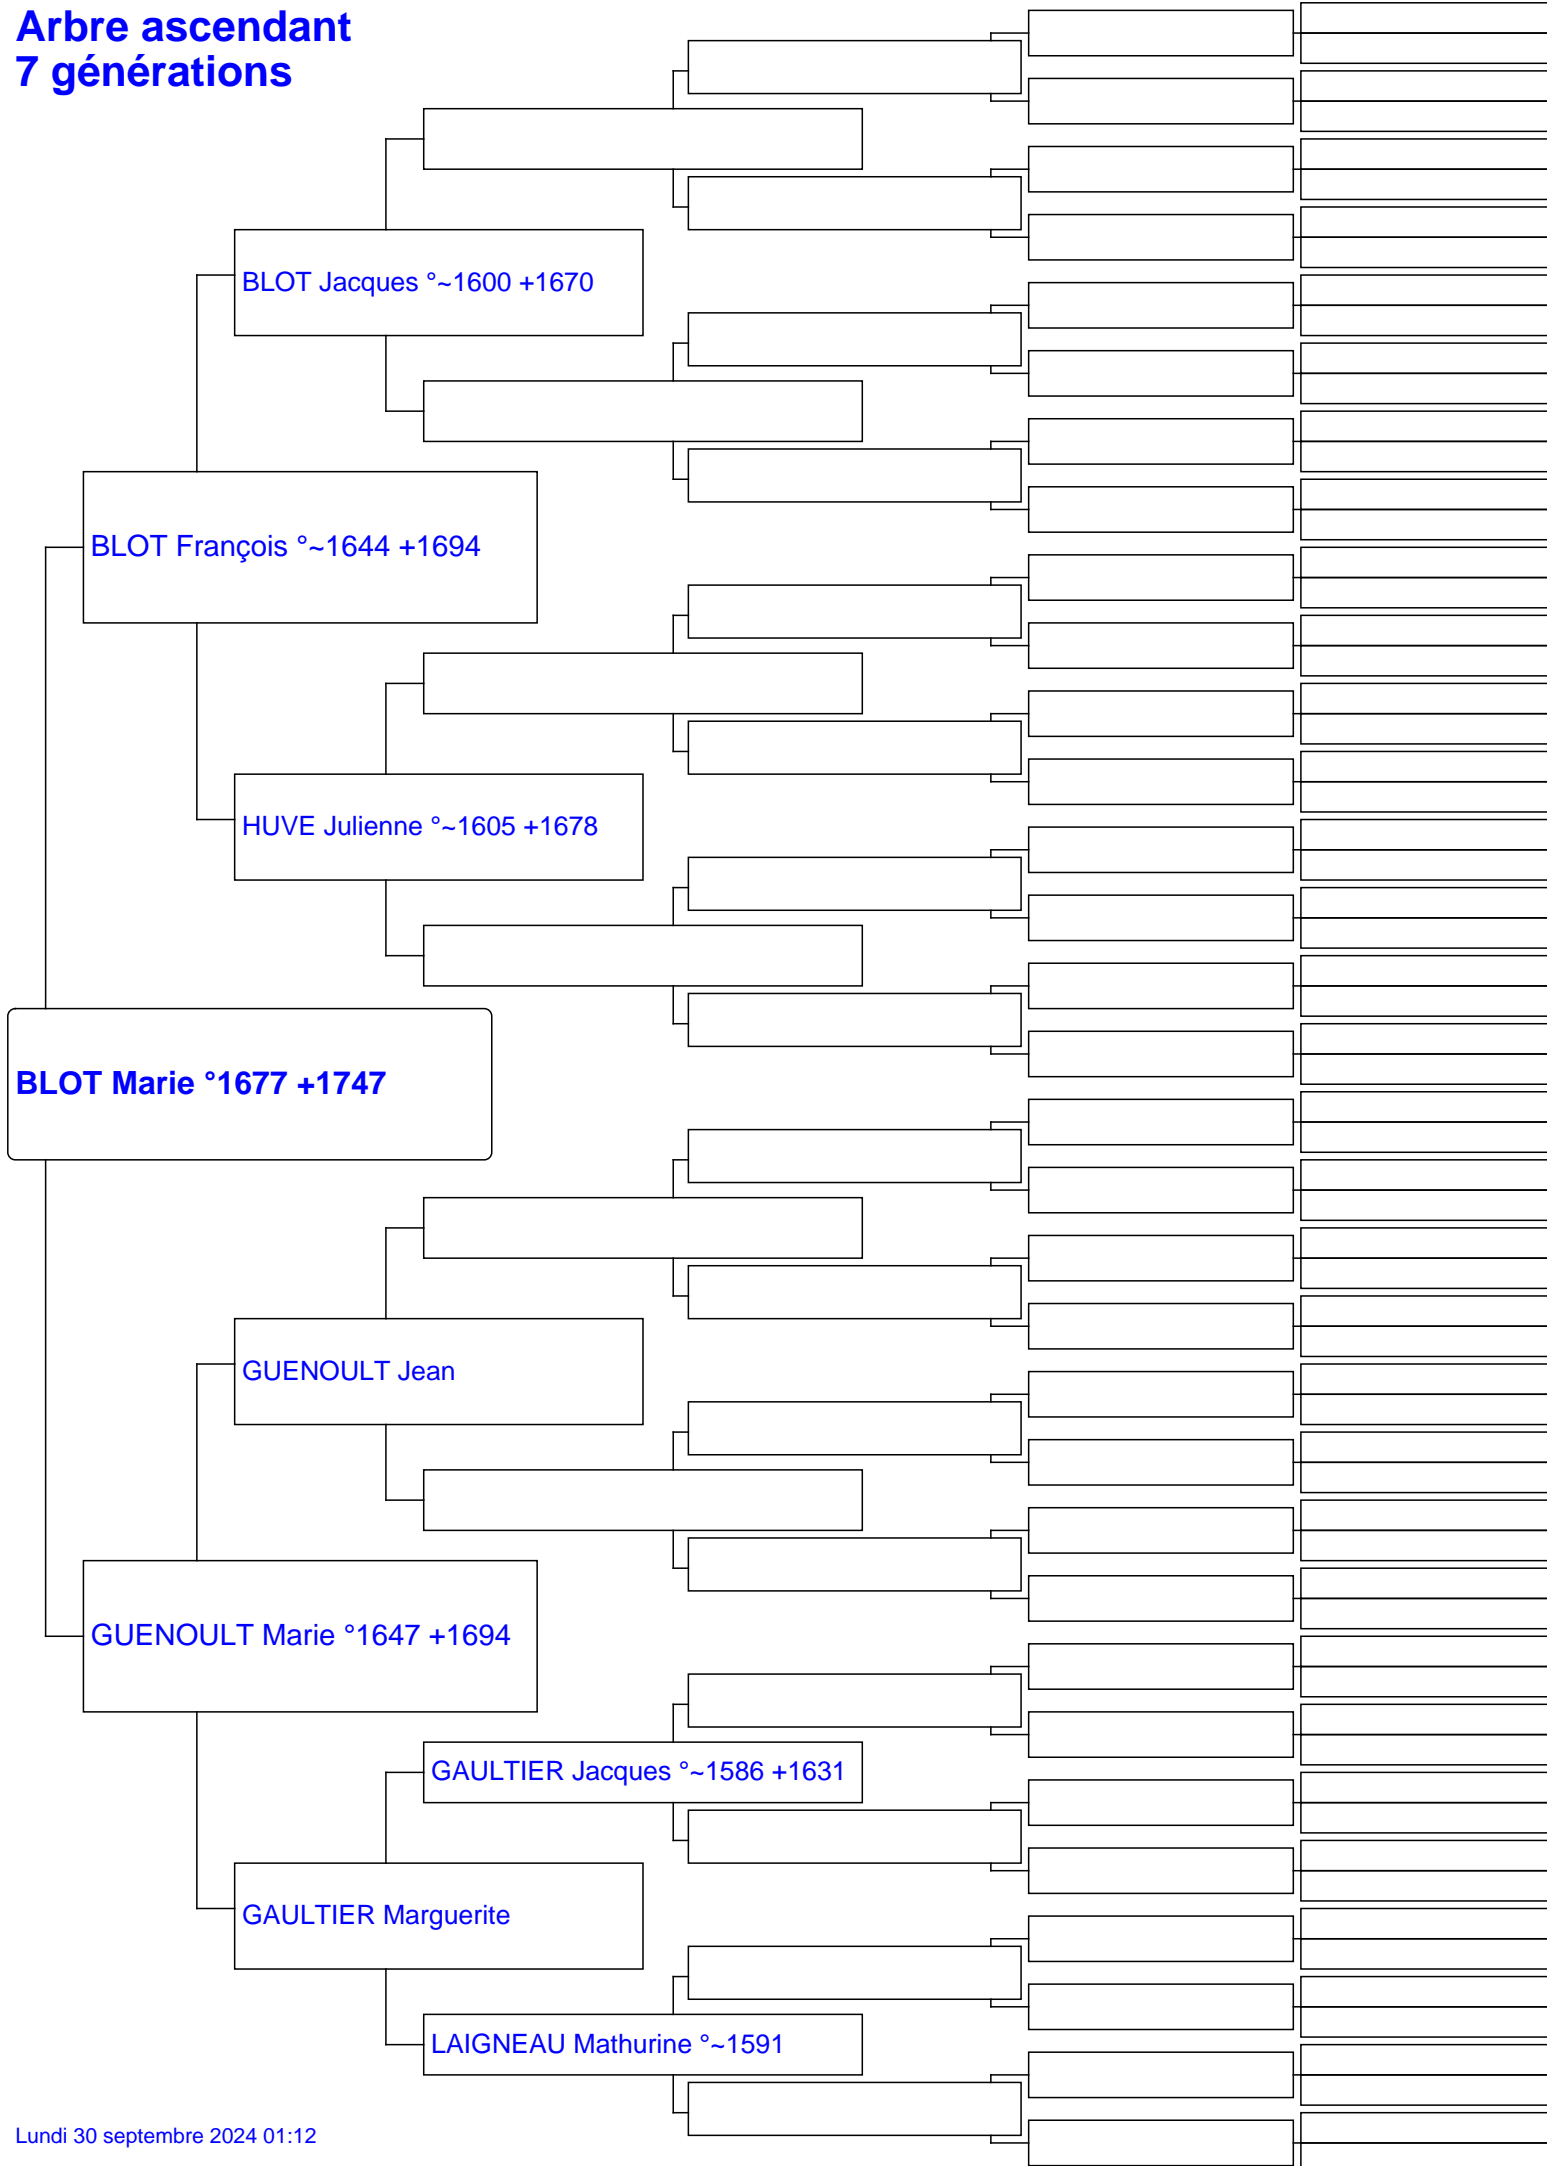 Arbre ascendant
7 générations
BLOT Jacques °~1600 +1670
BLOT François °~1644 +1694
HUVE Julienne °~1605 +1678
BLOT Marie °1677 +1747
GUENOULT Jean
GUENOULT Marie °1647 +1694
GAULTIER Jacques °~1586 +1631
GAULTIER Marguerite
LAIGNEAU Mathurine °~1591
Lundi 30 septembre 2024 01:12